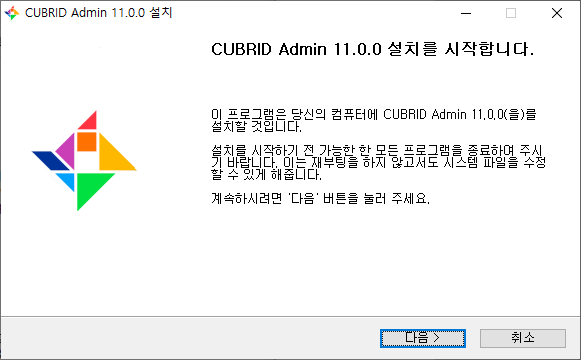 CUBRID Admin 11.0.0 설치
CUBRID Admin 11.0.0 설치를 시작합니다.
이 프로그램은 당신의 컴퓨터에 CUBRID Admin 11.0.0(을)를
설치할 것입니다.
설치를 시작하기 전 가능한 한 모든 프로그램을 종료하여 주시
기 바랍니다. 이는 재부팅을 하지 않고서도 시스템 파일을 수정
할 수 있게 해줍니다.
계속하시려면 '다음' 버튼을 눌러 주세요.
다음 >
취소